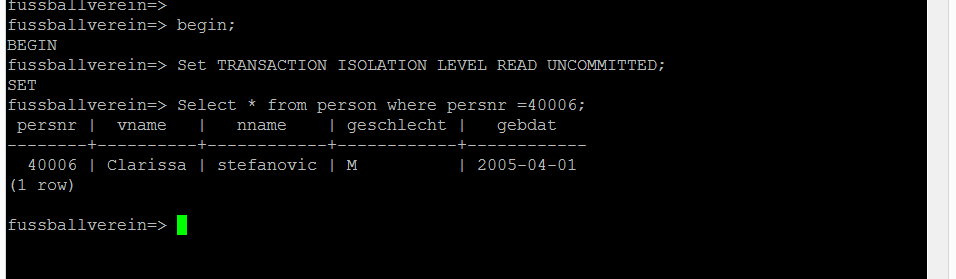 fussballverein=>
fussballverein=> begin;
BEGIN
fussballverein=> Set TRANSACTION ISOLATION LEVEL READ UNCOMMITTED;
SET
fussballverein=> Select * from person where persnr =40006;
 persnr |  vname   |   nname    | geschlecht |   gebdat
--------+----------+------------+------------+------------
  40006 | Clarissa | stefanovic | M          | 2005-04-01
(1 row)
fussballverein=>